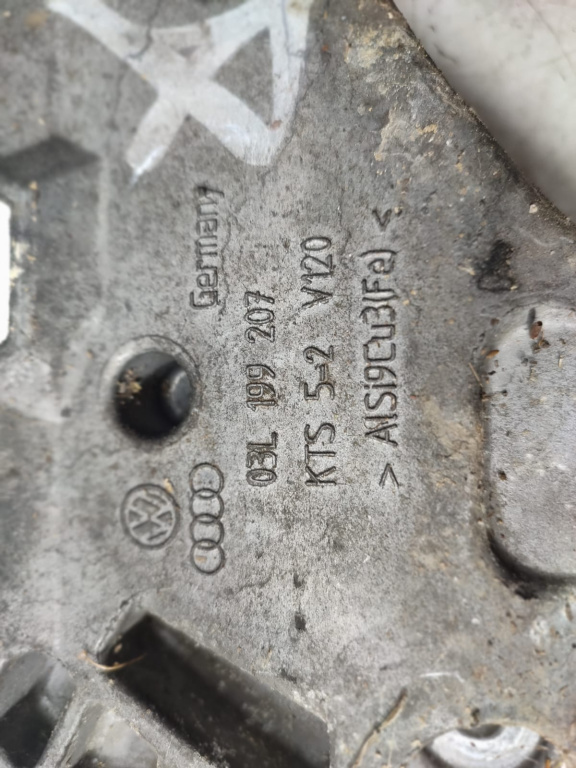 Germany
03L 199 207
KTS 5-2 V120
> AlSi9Cu3(Fe) <